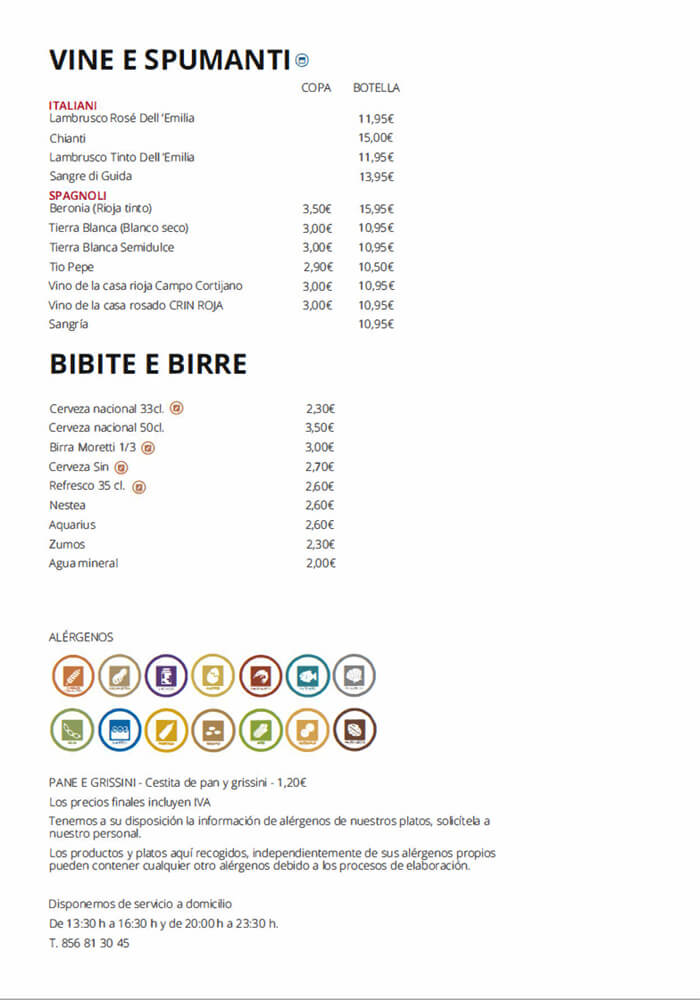 VINE E SPUMANTI
COPA BOTELLA
ITALIANI
Lambrusco Rosé Dell 'Emilia 11,95€
Chianti 15,00€
Lambrusco Tinto Dell 'Emilia 11,95€
Sangre di Guida 13,95€
SPAGNOLI
Beronia (Rioja tinto) 3,50€ 15,95€
Tierra Blanca (Blanco seco) 3,00€ 10,95€
Tierra Blanca Semidulce 3,00€ 10,95€
Tio Pepe 2,90€ 10,50€
Vino de la casa rioja Campo Cortijano 3,00€ 10,95€
Vino de la casa rosado CRIN ROJA 3,00€ 10,95€
Sangría 10,95€
BIBITE E BIRRE
Cerveza nacional 33cl. 2,30€
Cerveza nacional 50cl. 3,50€
Birra Moretti 1/3 3,00€
Cerveza Sin 2,70€
Refresco 35 cl. 2,60€
Nestea 2,60€
Aquarius 2,60€
Zumos 2,30€
Agua mineral 2,00€
ALÉRGENOS
PANE E GRISSINI - Cestita de pan y grissini - 1,20€
Los precios finales incluyen IVA
Tenemos a su disposición la información de alérgenos de nuestros platos, solicítela a
nuestro personal.
Los productos y platos aquí recogidos, independientemente de sus alérgenos propios
pueden contener cualquier otro alérgenos debido a los procesos de elaboración.
Disponemos de servicio a domicilio
De 13:30 h a 16:30 h y de 20:00 h a 23:30 h.
T. 856 81 30 45